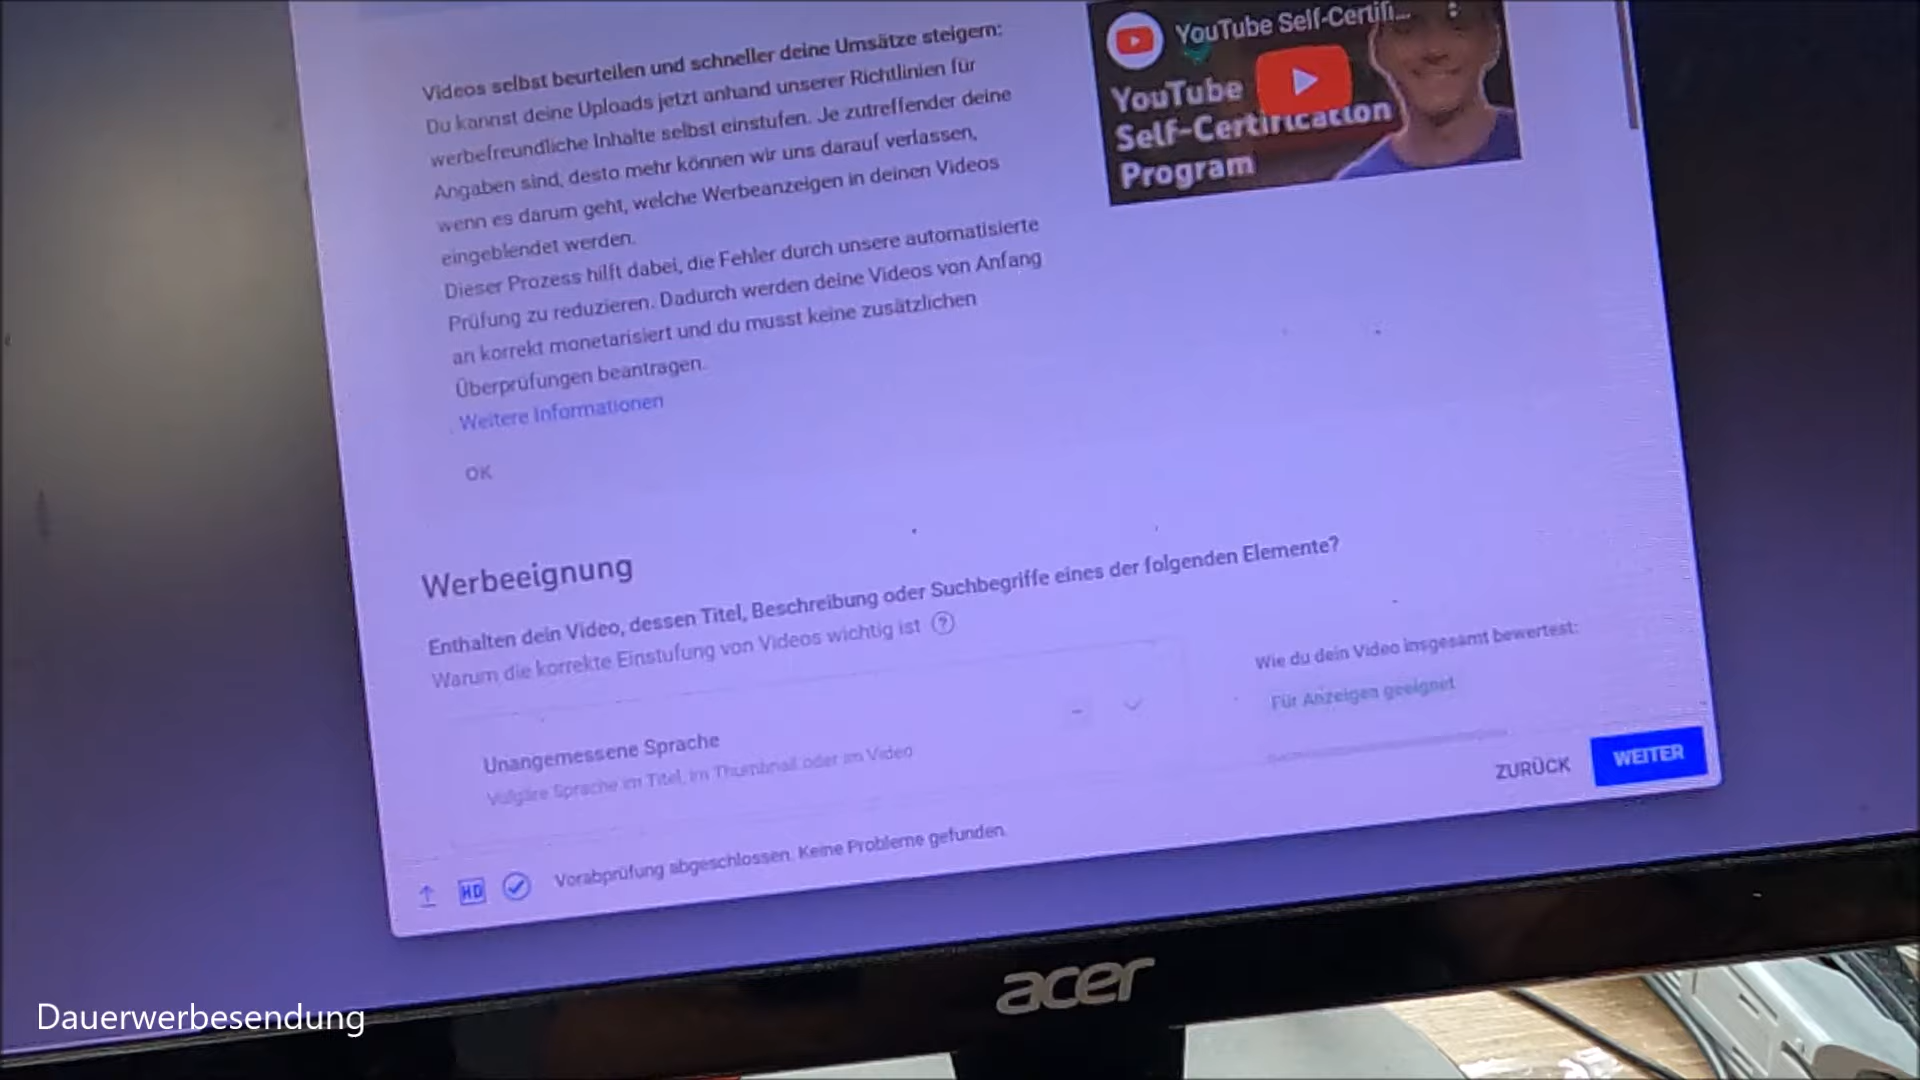 Videos selbst beurteilen und schneller deine Umsätze steigern:
Du kannst deine Uploads jetzt anhand unserer Richtlinien für
werbefreundliche Inhalte selbst einstufen. Je zutreffender deine
Angaben sind, desto mehr können wir uns darauf verlassen,
wenn es darum geht, welche Werbeanzeigen in deinen Videos
eingeblendet werden.
Dieser Prozess hilft dabei, die Fehler durch unsere automatisierte
Prüfung zu reduzieren. Dadurch werden deine Videos von Anfang
an korrekt monetarisiert und du musst keine zusätzlichen
Überprüfungen beantragen.
Weitere Informationen
OK
YouTube Self-Certifi...
YouTube
Self-Certification
Program
Werbeeignung
Enthalten dein Video, dessen Titel, Beschreibung oder Suchbegriffe eines der folgenden Elemente?
Warum die korrekte Einstufung von Videos wichtig ist ?
Unangemessene Sprache
Vulgäre Sprache im Titel, im Thumbnail oder im Video
Wie du dein Video insgesamt bewertest:
Für Anzeigen geeignet
ZURÜCK
WEITER
HD
Vorabprüfung abgeschlossen. Keine Probleme gefunden.
acer
Dauerwerbesendung